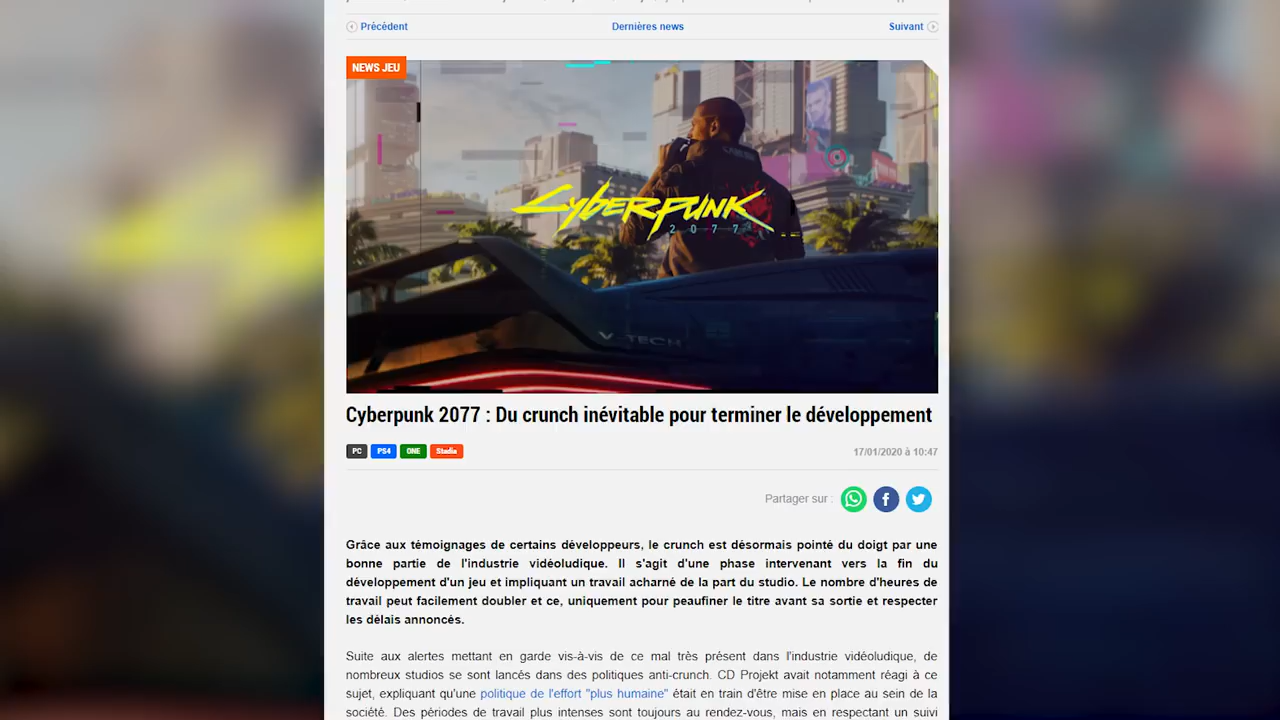 Précédent
Dernières news
Suivant
NEWS JEU
CYBERPUNK
2077
V-TECH
Cyberpunk 2077 : Du crunch inévitable pour terminer le développement
PC PS4 ONE Stadia
17/01/2020 à 10:47
Partager sur :
Grâce aux témoignages de certains développeurs, le crunch est désormais pointé du doigt par une
bonne partie de l'industrie vidéoludique. Il s'agit d'une phase intervenant vers la fin du
développement d'un jeu et impliquant un travail acharné de la part du studio. Le nombre d'heures de
travail peut facilement doubler et ce, uniquement pour peaufiner le titre avant sa sortie et respecter
les délais annoncés.
Suite aux alertes mettant en garde vis-à-vis de ce mal très présent dans l'industrie vidéoludique, de
nombreux studios se sont lancés dans des politiques anti-crunch. CD Projekt avait notamment réagi à ce
sujet, expliquant qu'une politique de l'effort "plus humaine" était en train d'être mise en place au sein de la
société. Des périodes de travail plus intenses sont toujours au rendez-vous, mais en respectant un suivi